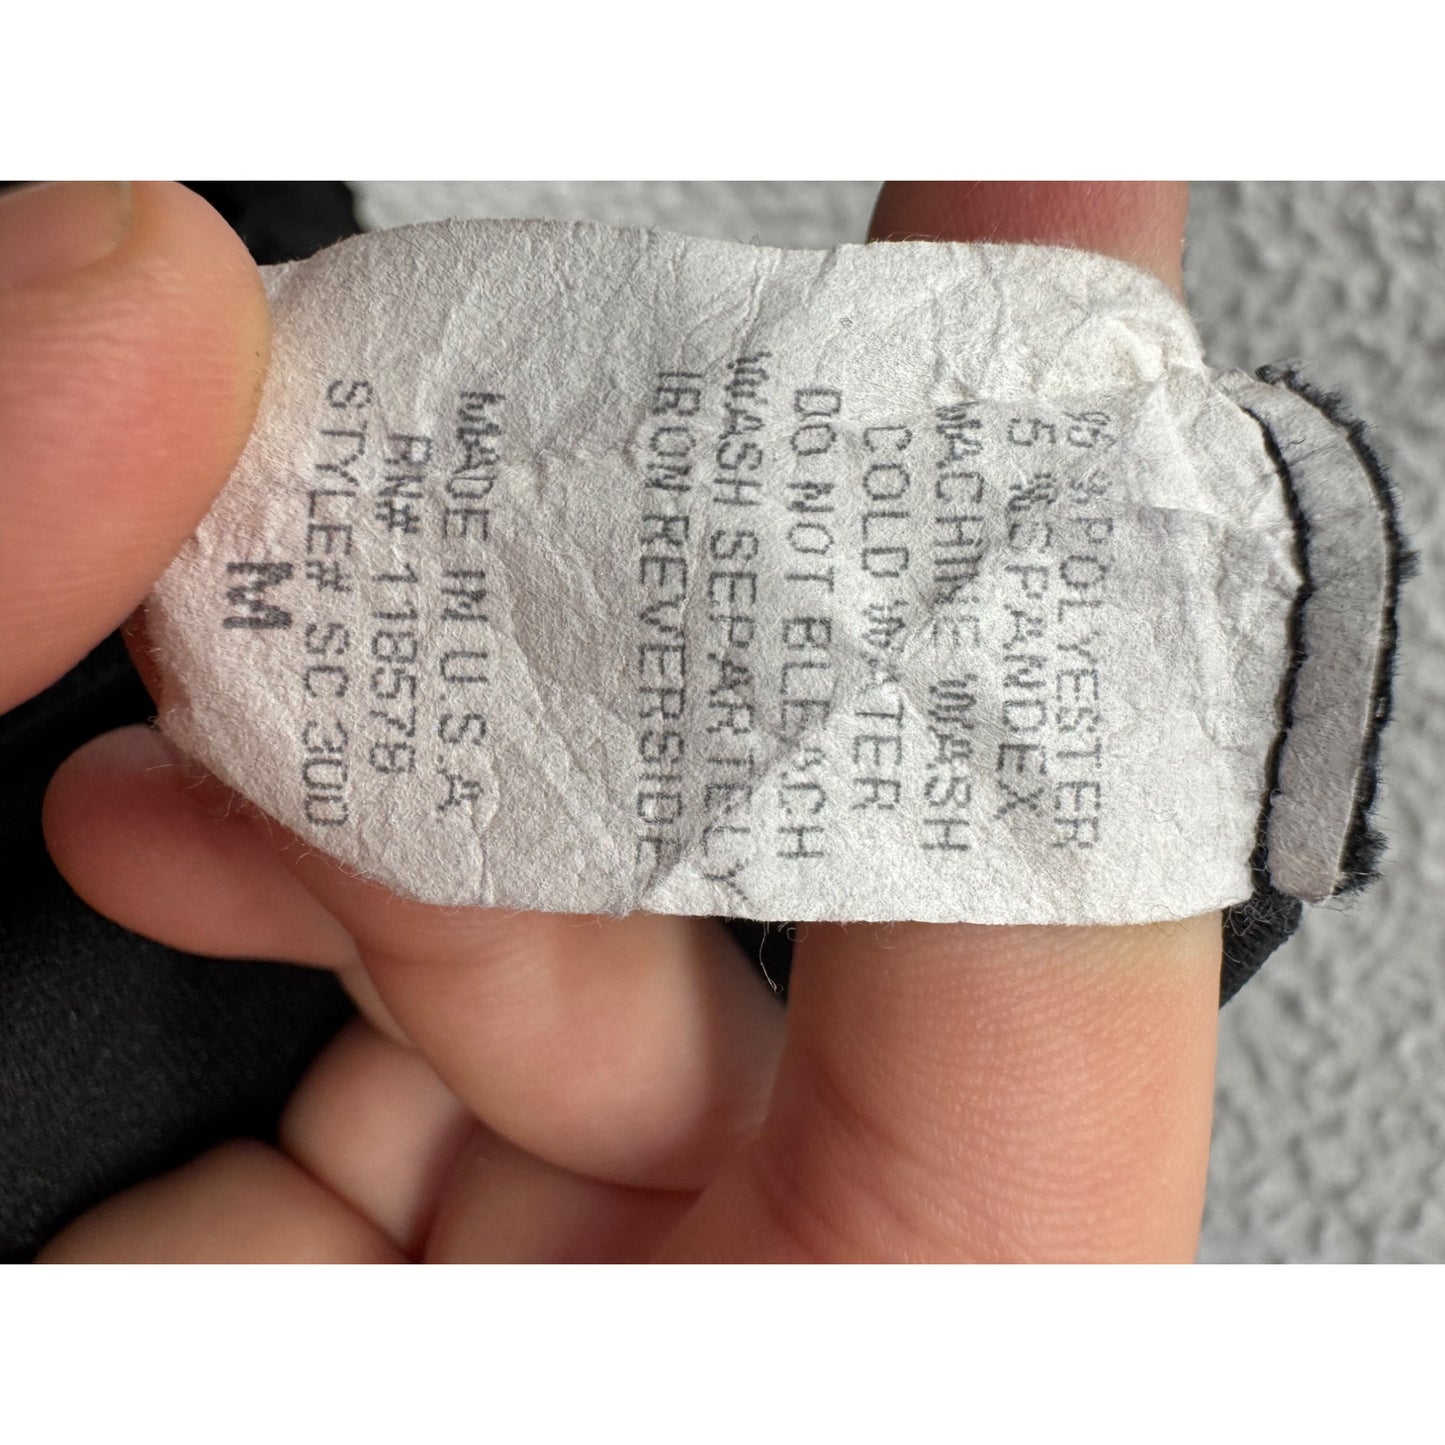 95 % POLYESTER
5 % SPANDEX
MACHINE WASH
COLD WATER
DO NOT BLEACH
WASH SEPARTELLY
IRON REVERSIDE
MADE IN U.S.A
RN# 118578
STYLE# SC 300
M